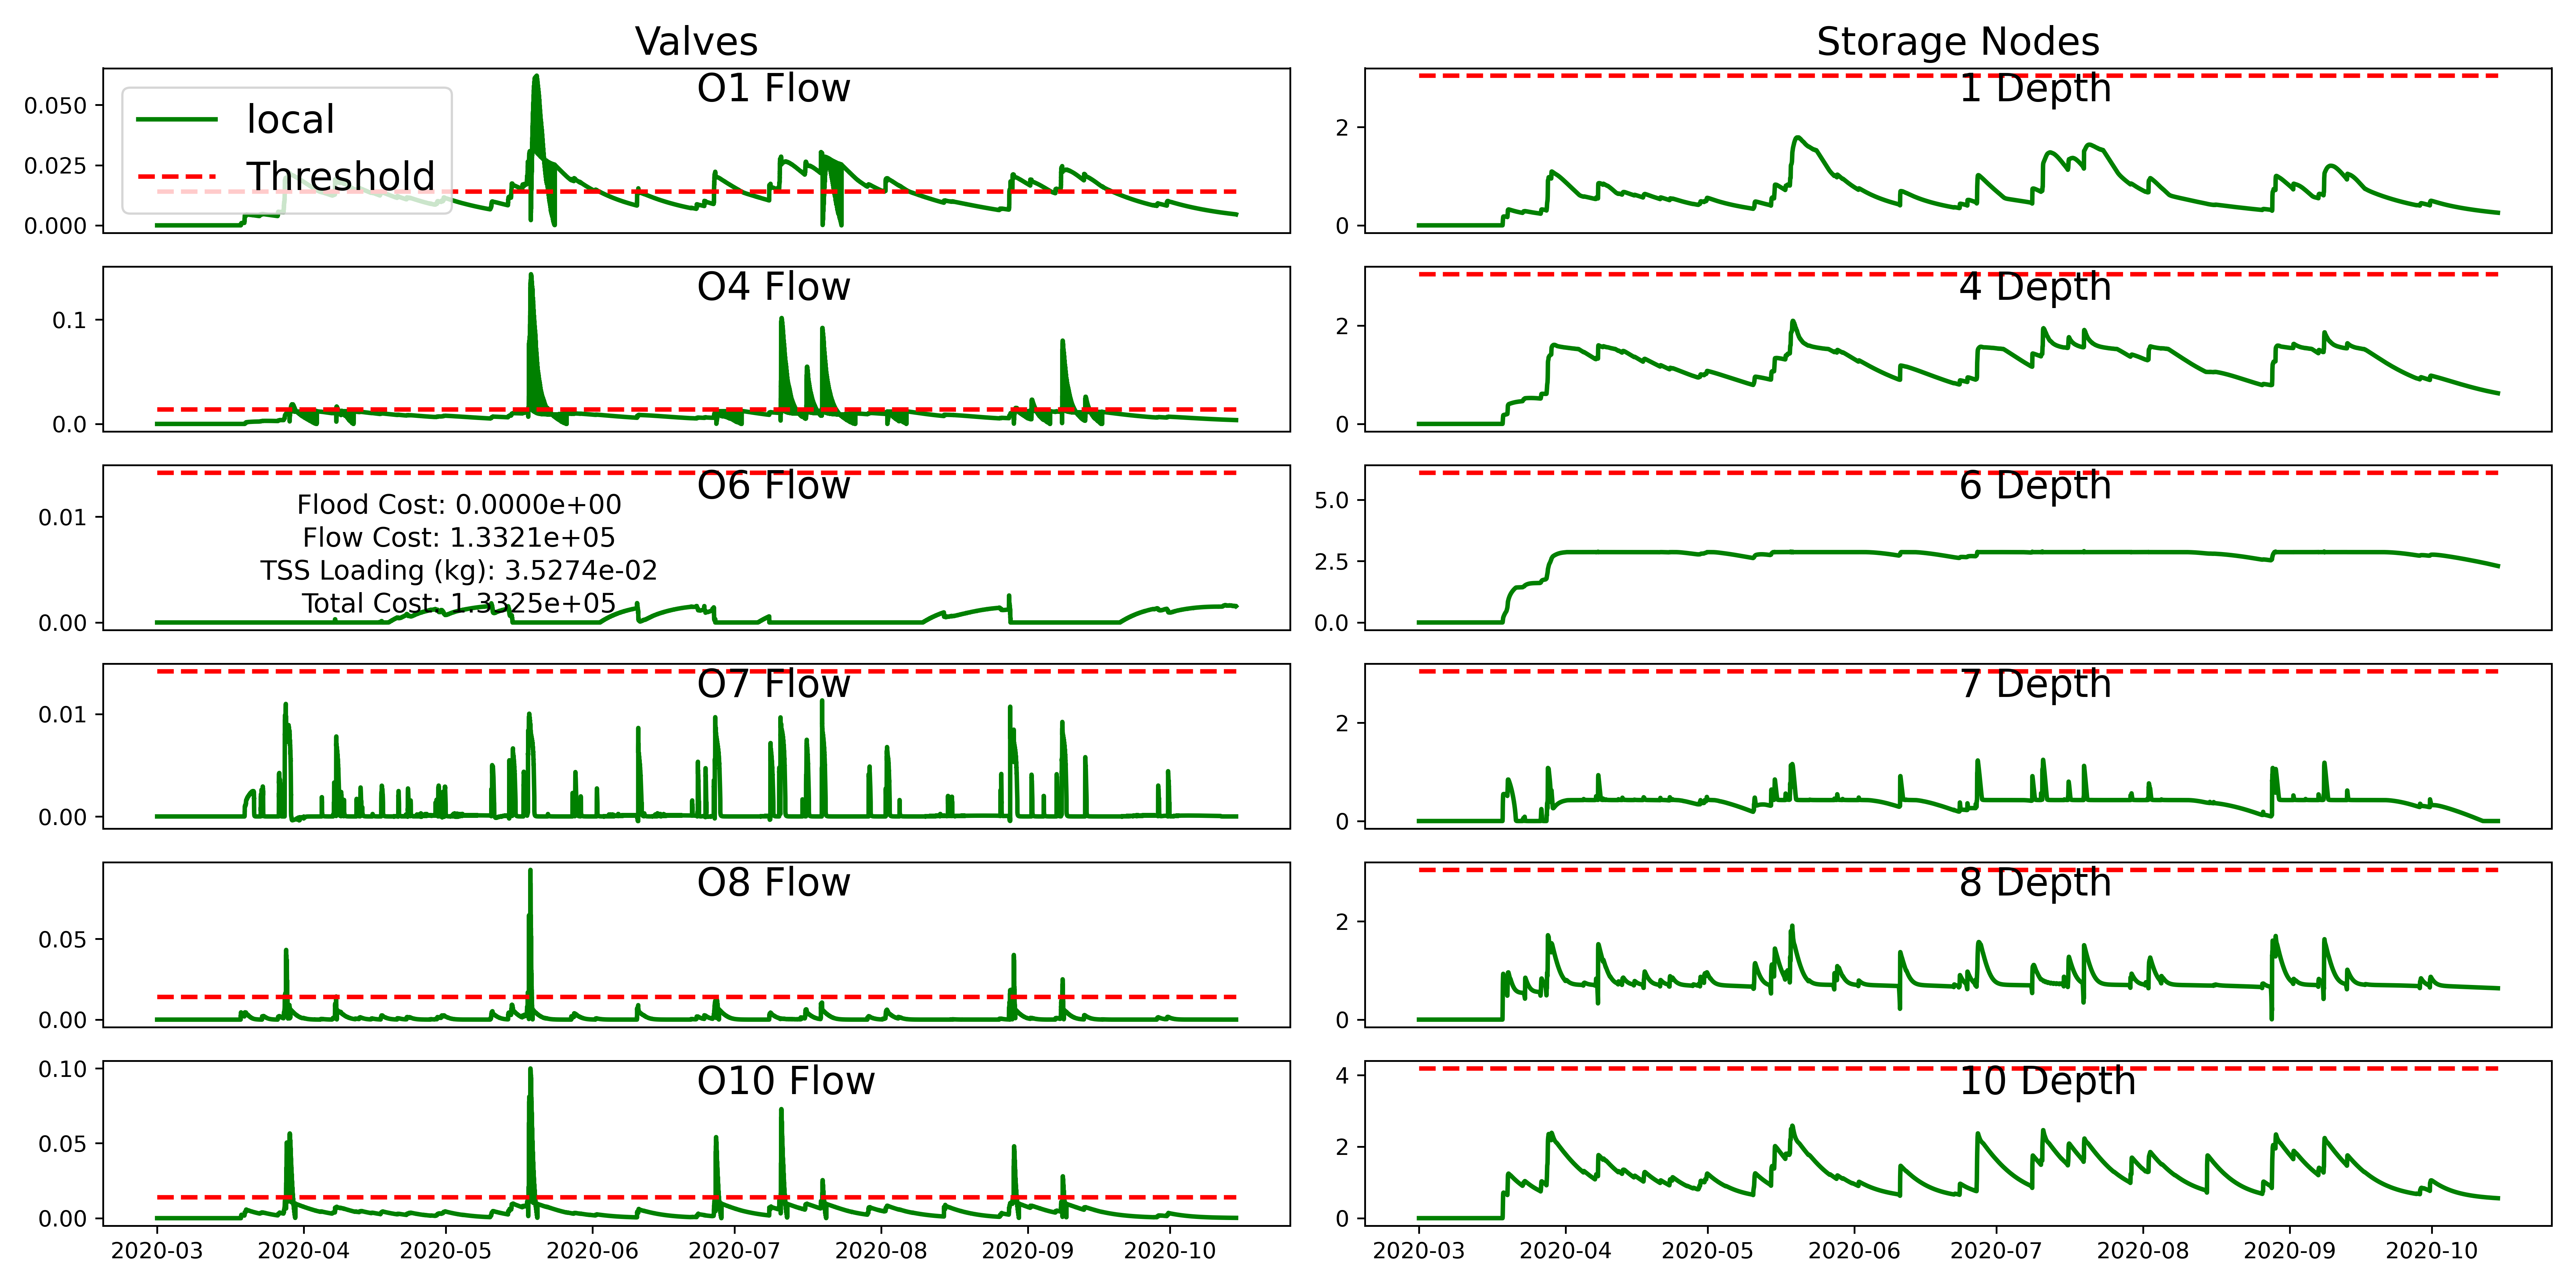 Valves
Storage Nodes
O1 Flow
local
Threshold
0.050
0.025
0.000
1 Depth
2
0
O4 Flow
0.1
0.0
4 Depth
2
0
O6 Flow
Flood Cost: 0.0000e+00
Flow Cost: 1.3321e+05
TSS Loading (kg): 3.5274e-02
Total Cost: 1.3325e+05
0.01
0.00
6 Depth
5.0
2.5
0.0
O7 Flow
0.01
0.00
7 Depth
2
0
O8 Flow
0.05
0.00
8 Depth
2
0
O10 Flow
0.10
0.05
0.00
10 Depth
4
2
0
2020-03 2020-04 2020-05 2020-06 2020-07 2020-08 2020-09 2020-10
2020-03 2020-04 2020-05 2020-06 2020-07 2020-08 2020-09 2020-10